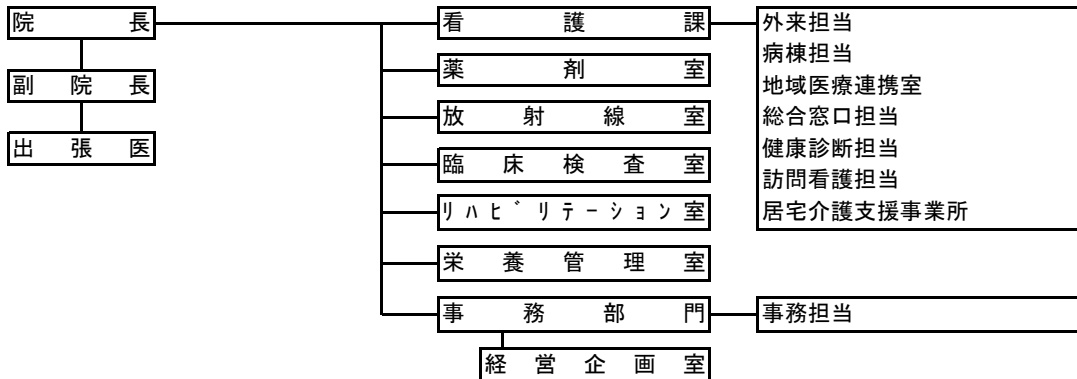 院長
副院長
出張医
看護課
薬剤室
放射線室
臨床検査室
ﾘﾊﾋﾞﾘﾃｰｼｮﾝ室
栄養管理室
事務部門
経営企画室
外来担当
病棟担当
地域医療連携室
総合窓口担当
健康診断担当
訪問看護担当
居宅介護支援事業所
事務担当